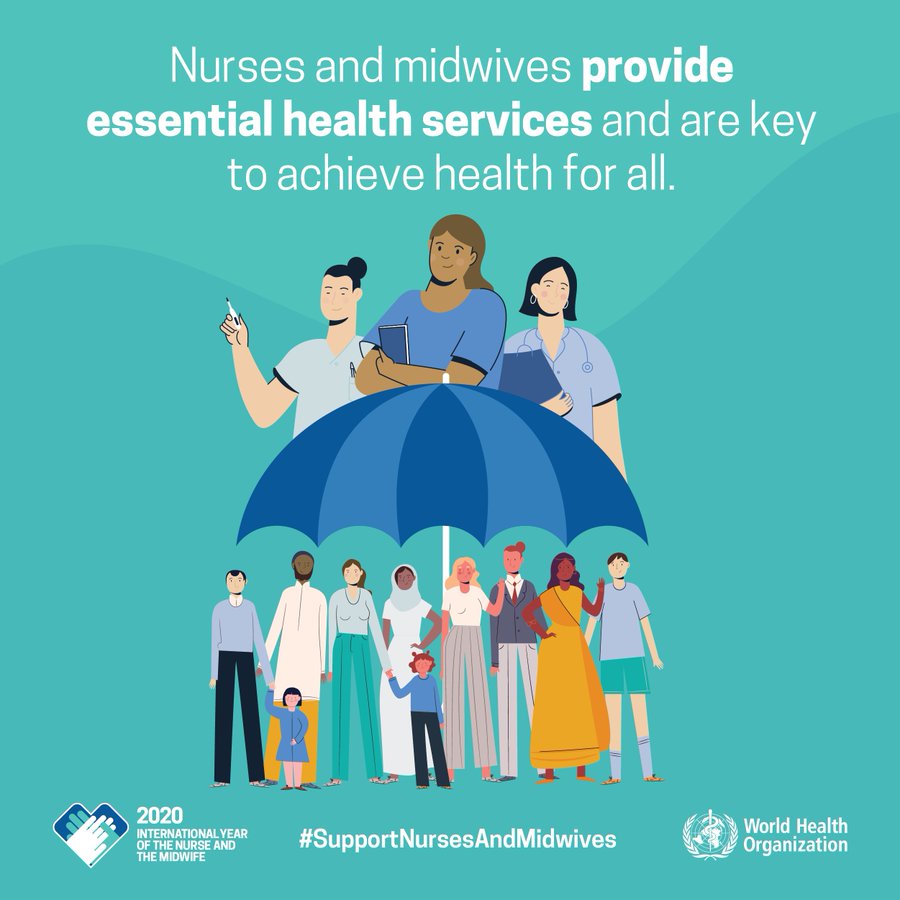 Nurses and midwives provide
essential health services and are key
to achieve health for all.
2020
INTERNATIONAL YEAR
OF THE NURSE AND
THE MIDWIFE
#SupportNursesAndMidwives
World Health
Organization